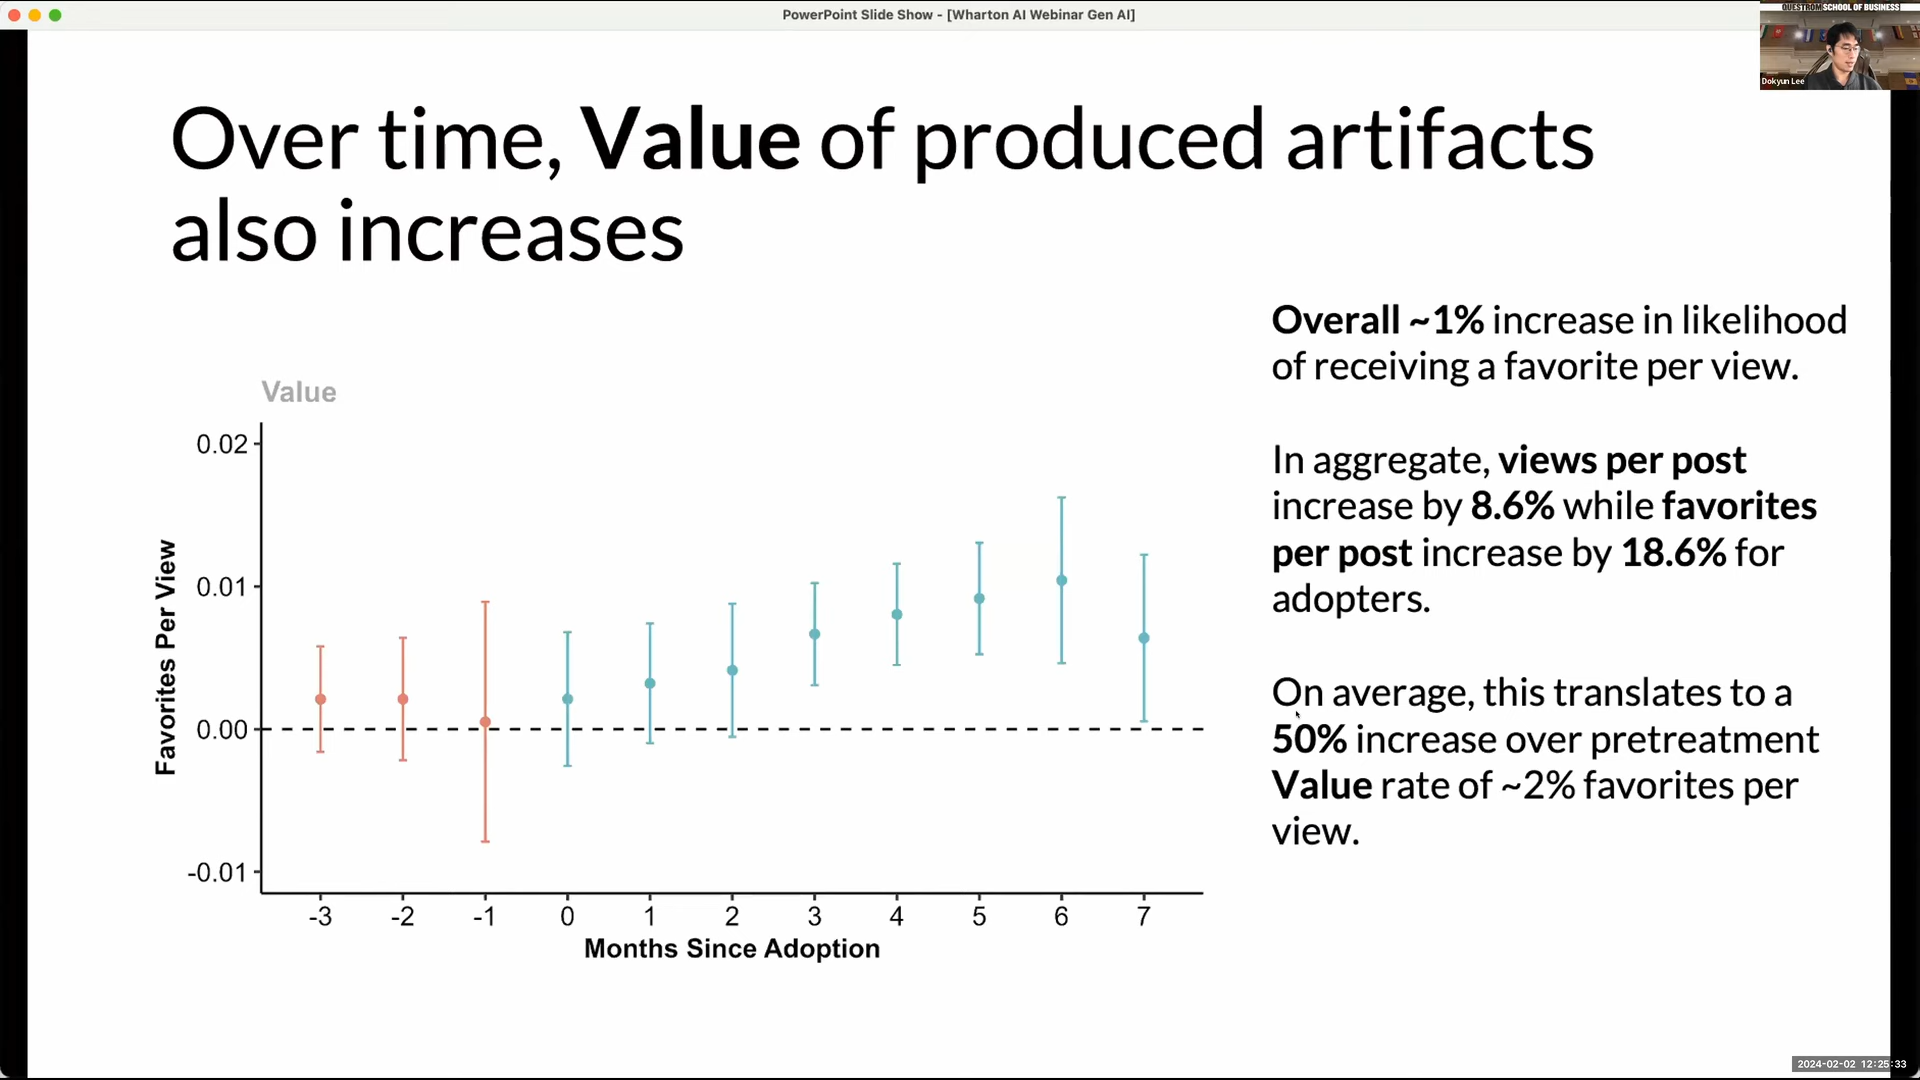 PowerPoint Slide Show - [Wharton AI Webinar Gen AI]
QUESTROM SCHOOL OF BUSINESS
Dokyun Lee
Over time, Value of produced artifacts
also increases
Value
0.02
0.01
0.00
-0.01
Favorites Per View
-3 -2 -1 0 1 2 3 4 5 6 7
Months Since Adoption
Overall ~1% increase in likelihood
of receiving a favorite per view.
In aggregate, views per post
increase by 8.6% while favorites
per post increase by 18.6% for
adopters.
On average, this translates to a
50% increase over pretreatment
Value rate of ~2% favorites per
view.
2024-02-02 12:25:33